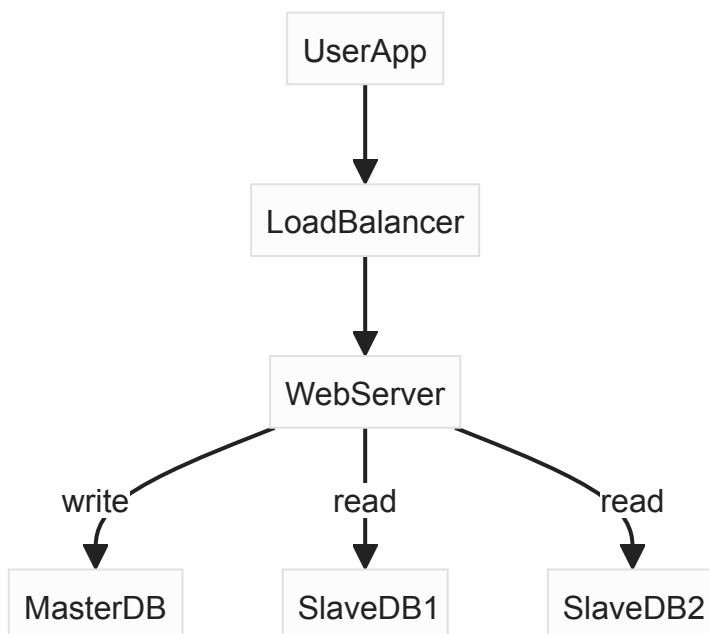 UserApp
LoadBalancer
WebServer
write
read
read
MasterDB
SlaveDB1
SlaveDB2